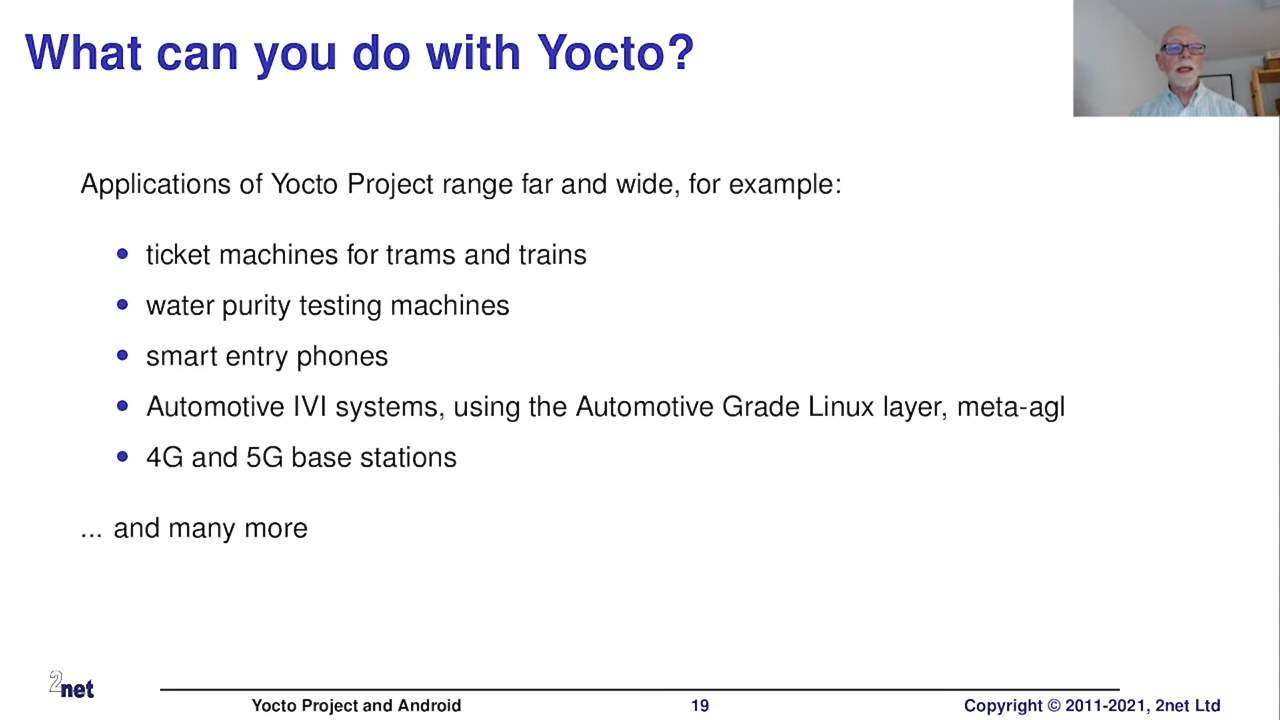 What can you do with Yocto?
Applications of Yocto Project range far and wide, for example:
• ticket machines for trams and trains
• water purity testing machines
• smart entry phones
• Automotive IVI systems, using the Automotive Grade Linux layer, meta-agl
• 4G and 5G base stations
... and many more
2net
Yocto Project and Android
19
Copyright © 2011-2021, 2net Ltd